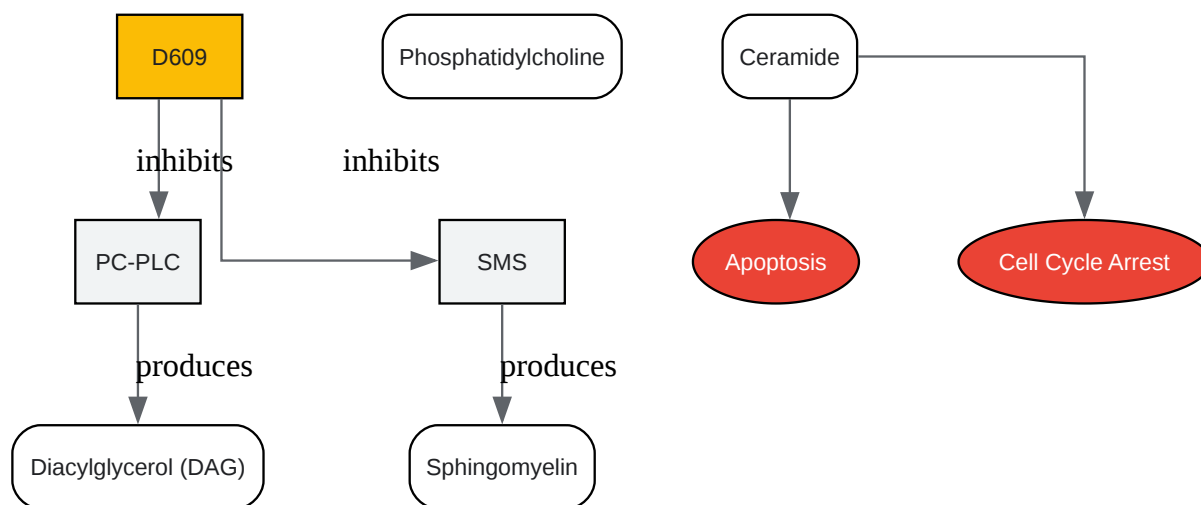 D609
Phosphatidylcholine
Ceramide
inhibits
inhibits
PC-PLC
SMS
Apoptosis
Cell Cycle Arrest
produces
produces
Diacylglycerol (DAG)
Sphingomyelin